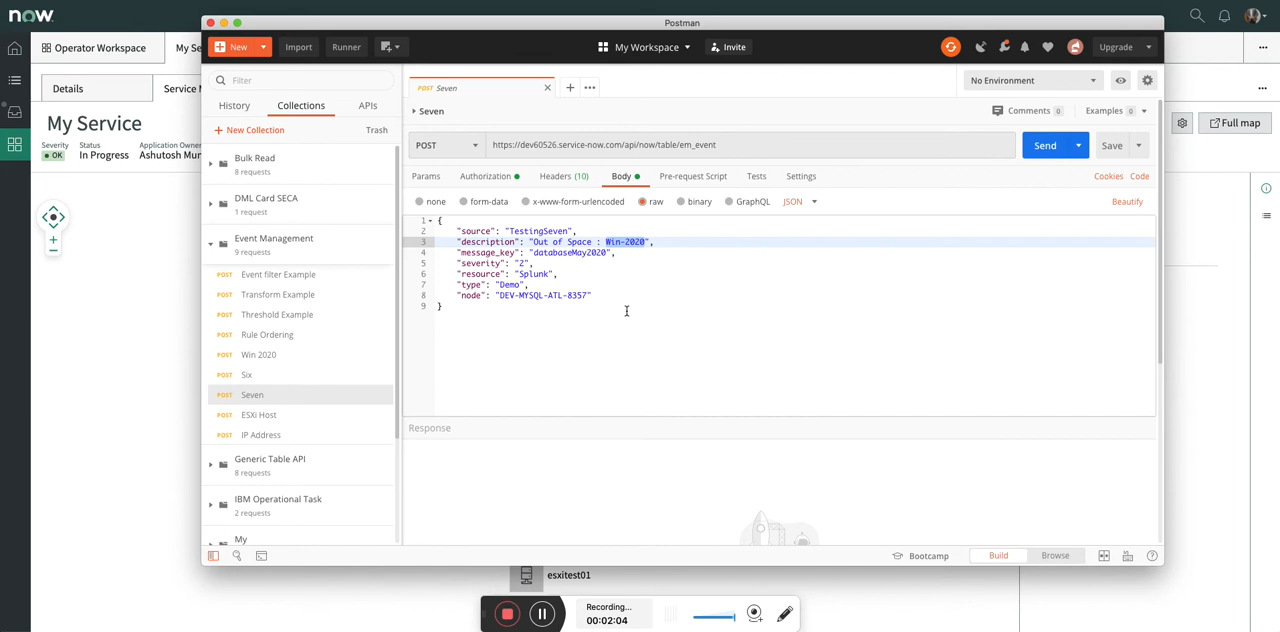 now
Operator Workspace
My Se
Details
Service M
My Service
Severity Status Application Owner
OK In Progress Ashutosh Mun
Full map
Postman
New Import Runner
My Workspace Invite
Upgrade
Filter
History Collections APIs
New Collection Trash
Bulk Read
8 requests
DML Card SECA
1 request
Event Management
9 requests
POST Event filter Example
POST Transform Example
POST Threshold Example
POST Rule Ordering
POST Win 2020
POST Six
POST Seven
POST ESXi Host
POST IP Address
Generic Table API
8 requests
IBM Operational Task
2 requests
My
POST Seven
No Environment
Seven
Comments 0 Examples 0
POST https://dev60526.service-now.com/api/now/table/em_event Send Save
Params Authorization Headers (10) Body Pre-request Script Tests Settings Cookies Code
none form-data x-www-form-urlencoded raw binary GraphQL JSON Beautify
1 {
2 "source": "TestingSeven",
3 "description": "Out of Space : Win-2020",
4 "message_key": "databaseMay2020",
5 "severity": "2",
6 "resource": "Splunk",
7 "type": "Demo",
8 "node": "DEV-MYSQL-ATL-8357"
9 }
Response
Bootcamp Build Browse
esxitest01
Recording...
00:02:04